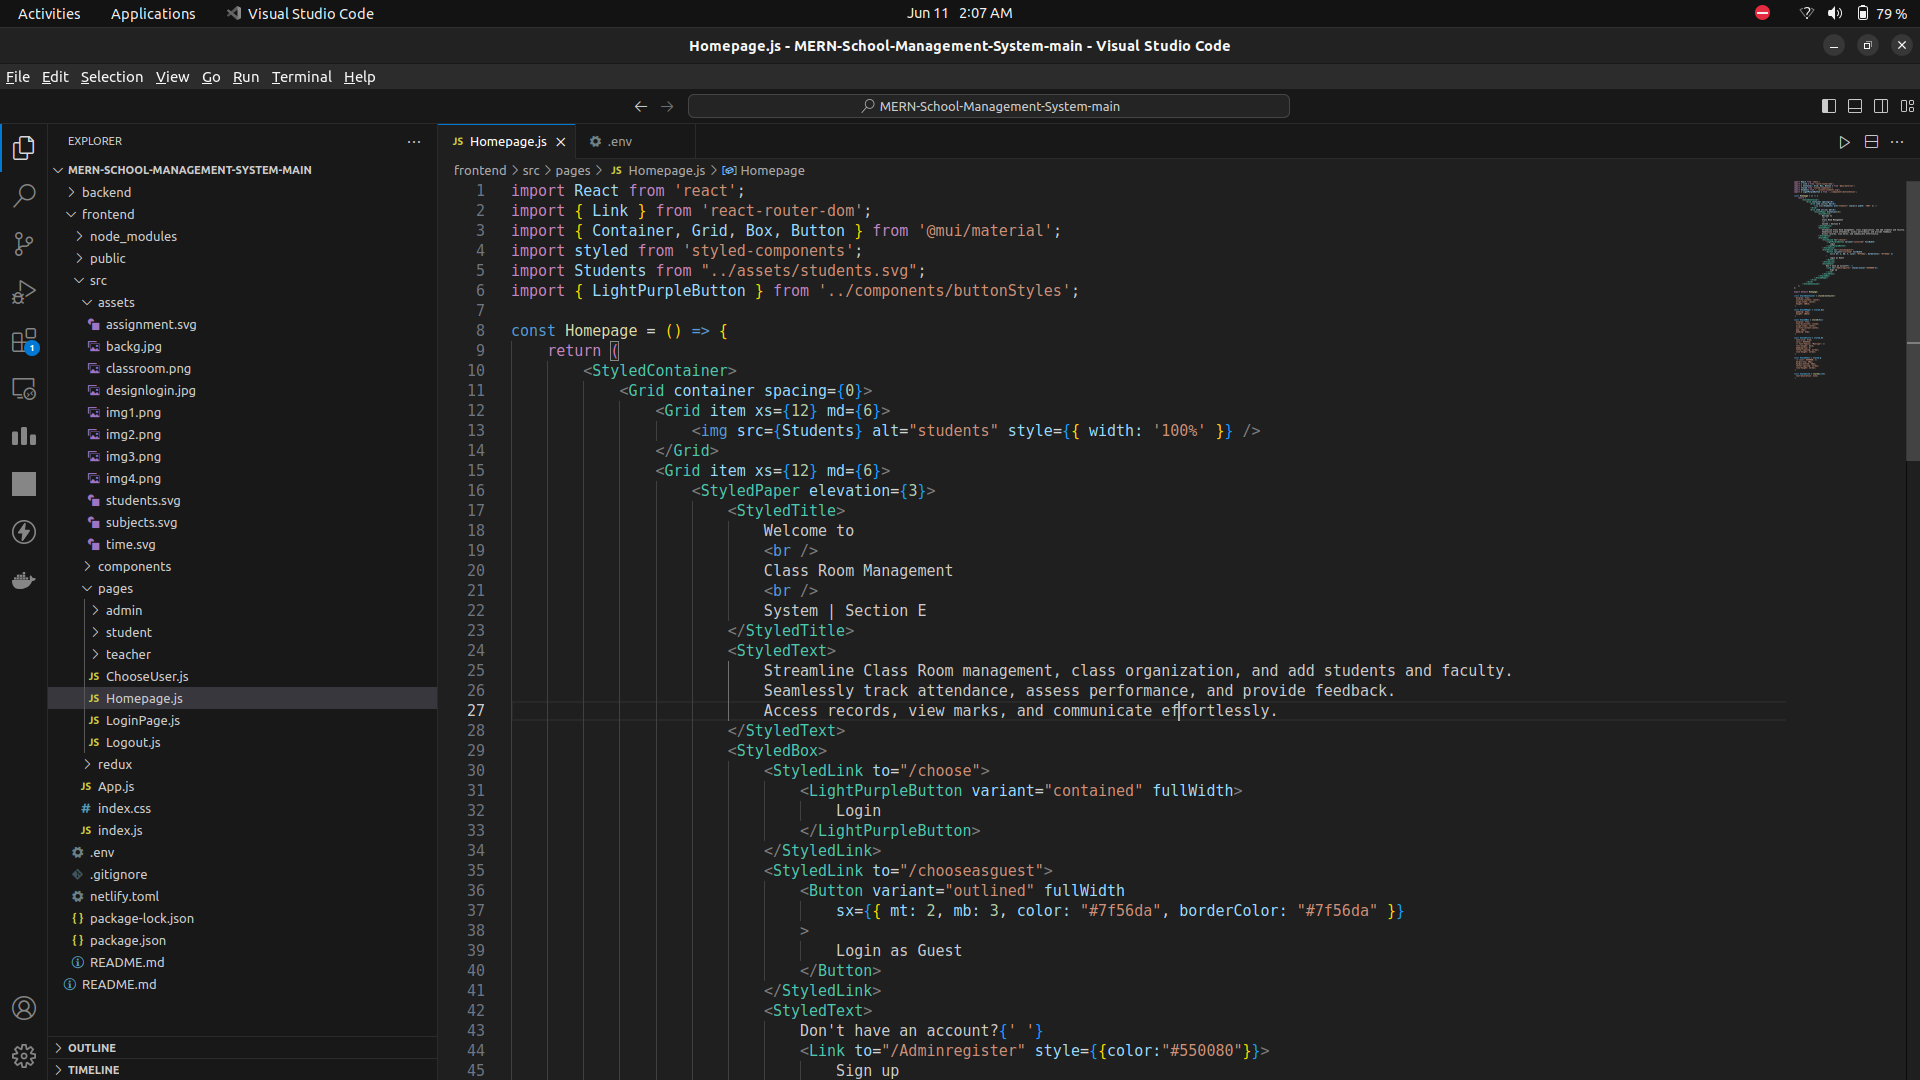 Activities Applications Visual Studio Code Jun 11 2:07 AM 79 %
Homepage.js - MERN-School-Management-System-main - Visual Studio Code
File Edit Selection View Go Run Terminal Help
MERN-School-Management-System-main
EXPLORER
MERN-SCHOOL-MANAGEMENT-SYSTEM-MAIN
backend
frontend
node_modules
public
src
assets
assignment.svg
backg.jpg
classroom.png
designlogin.jpg
img1.png
img2.png
img3.png
img4.png
students.svg
subjects.svg
time.svg
components
pages
admin
student
teacher
JS ChooseUser.js
JS Homepage.js
JS LoginPage.js
JS Logout.js
redux
JS App.js
# index.css
JS index.js
.env
.gitignore
netlify.toml
{} package-lock.json
{} package.json
README.md
README.md
OUTLINE
TIMELINE
1
JS Homepage.js .env
frontend > src > pages > JS Homepage.js > Homepage
1 import React from 'react';
2 import { Link } from 'react-router-dom';
3 import { Container, Grid, Box, Button } from '@mui/material';
4 import styled from 'styled-components';
5 import Students from "../assets/students.svg";
6 import { LightPurpleButton } from '../components/buttonStyles';
7
8 const Homepage = () => {
9 return (
10 <StyledContainer>
11 <Grid container spacing={0}>
12 <Grid item xs={12} md={6}>
13 <img src={Students} alt="students" style={{ width: '100%' }} />
14 </Grid>
15 <Grid item xs={12} md={6}>
16 <StyledPaper elevation={3}>
17 <StyledTitle>
18 Welcome to
19 <br />
20 Class Room Management
21 <br />
22 System | Section E
23 </StyledTitle>
24 <StyledText>
25 Streamline Class Room management, class organization, and add students and faculty.
26 Seamlessly track attendance, assess performance, and provide feedback.
27 Access records, view marks, and communicate effortlessly.
28 </StyledText>
29 <StyledBox>
30 <StyledLink to="/choose">
31 <LightPurpleButton variant="contained" fullWidth>
32 Login
33 </LightPurpleButton>
34 </StyledLink>
35 <StyledLink to="/chooseasguest">
36 <Button variant="outlined" fullWidth
37 sx={{ mt: 2, mb: 3, color: "#7f56da", borderColor: "#7f56da" }}
38 >
39 Login as Guest
40 </Button>
41 </StyledLink>
42 <StyledText>
43 Don't have an account?{' '}
44 <Link to="/Adminregister" style={{color:"#550080"}}>
45 Sign up